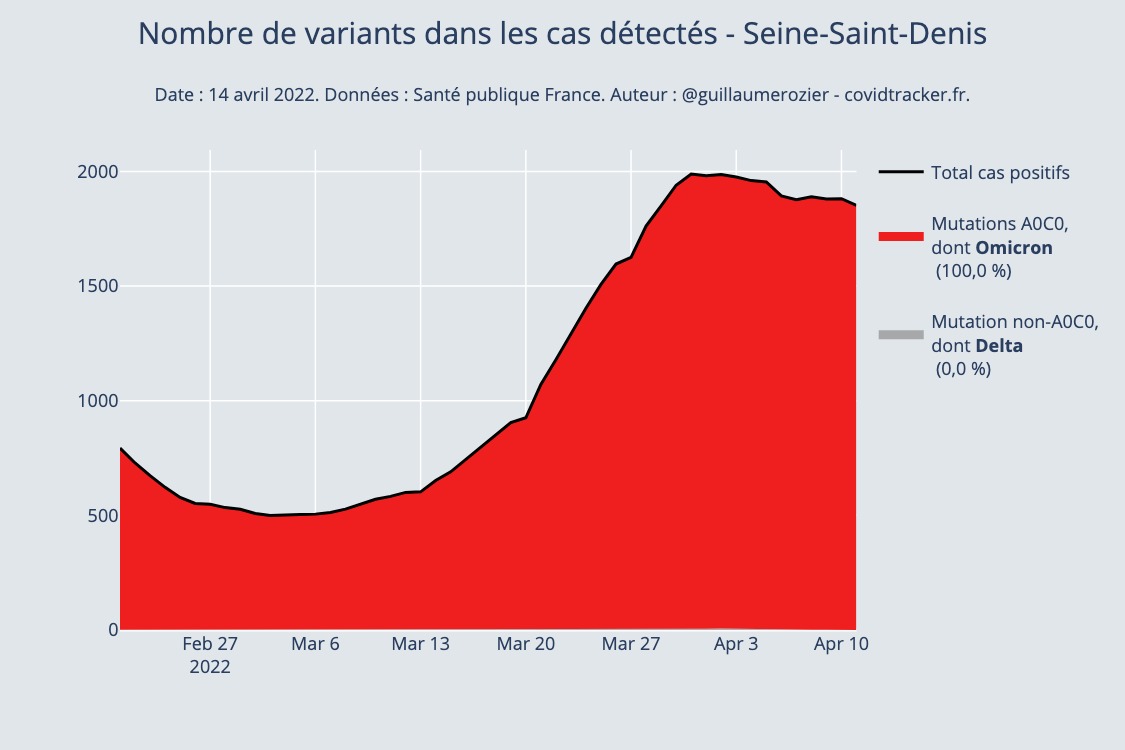 Nombre de variants dans les cas détectés - Seine-Saint-Denis
Date : 14 avril 2022. Données : Santé publique France. Auteur : @guillaumerozier - covidtracker.fr.
2000
1500
1000
500
0
Feb 27
2022
Mar 6
Mar 13
Mar 20
Mar 27
Apr 3
Apr 10
Total cas positifs
Mutations A0C0,
dont Omicron
(100,0 %)
Mutation non-A0C0,
dont Delta
(0,0 %)